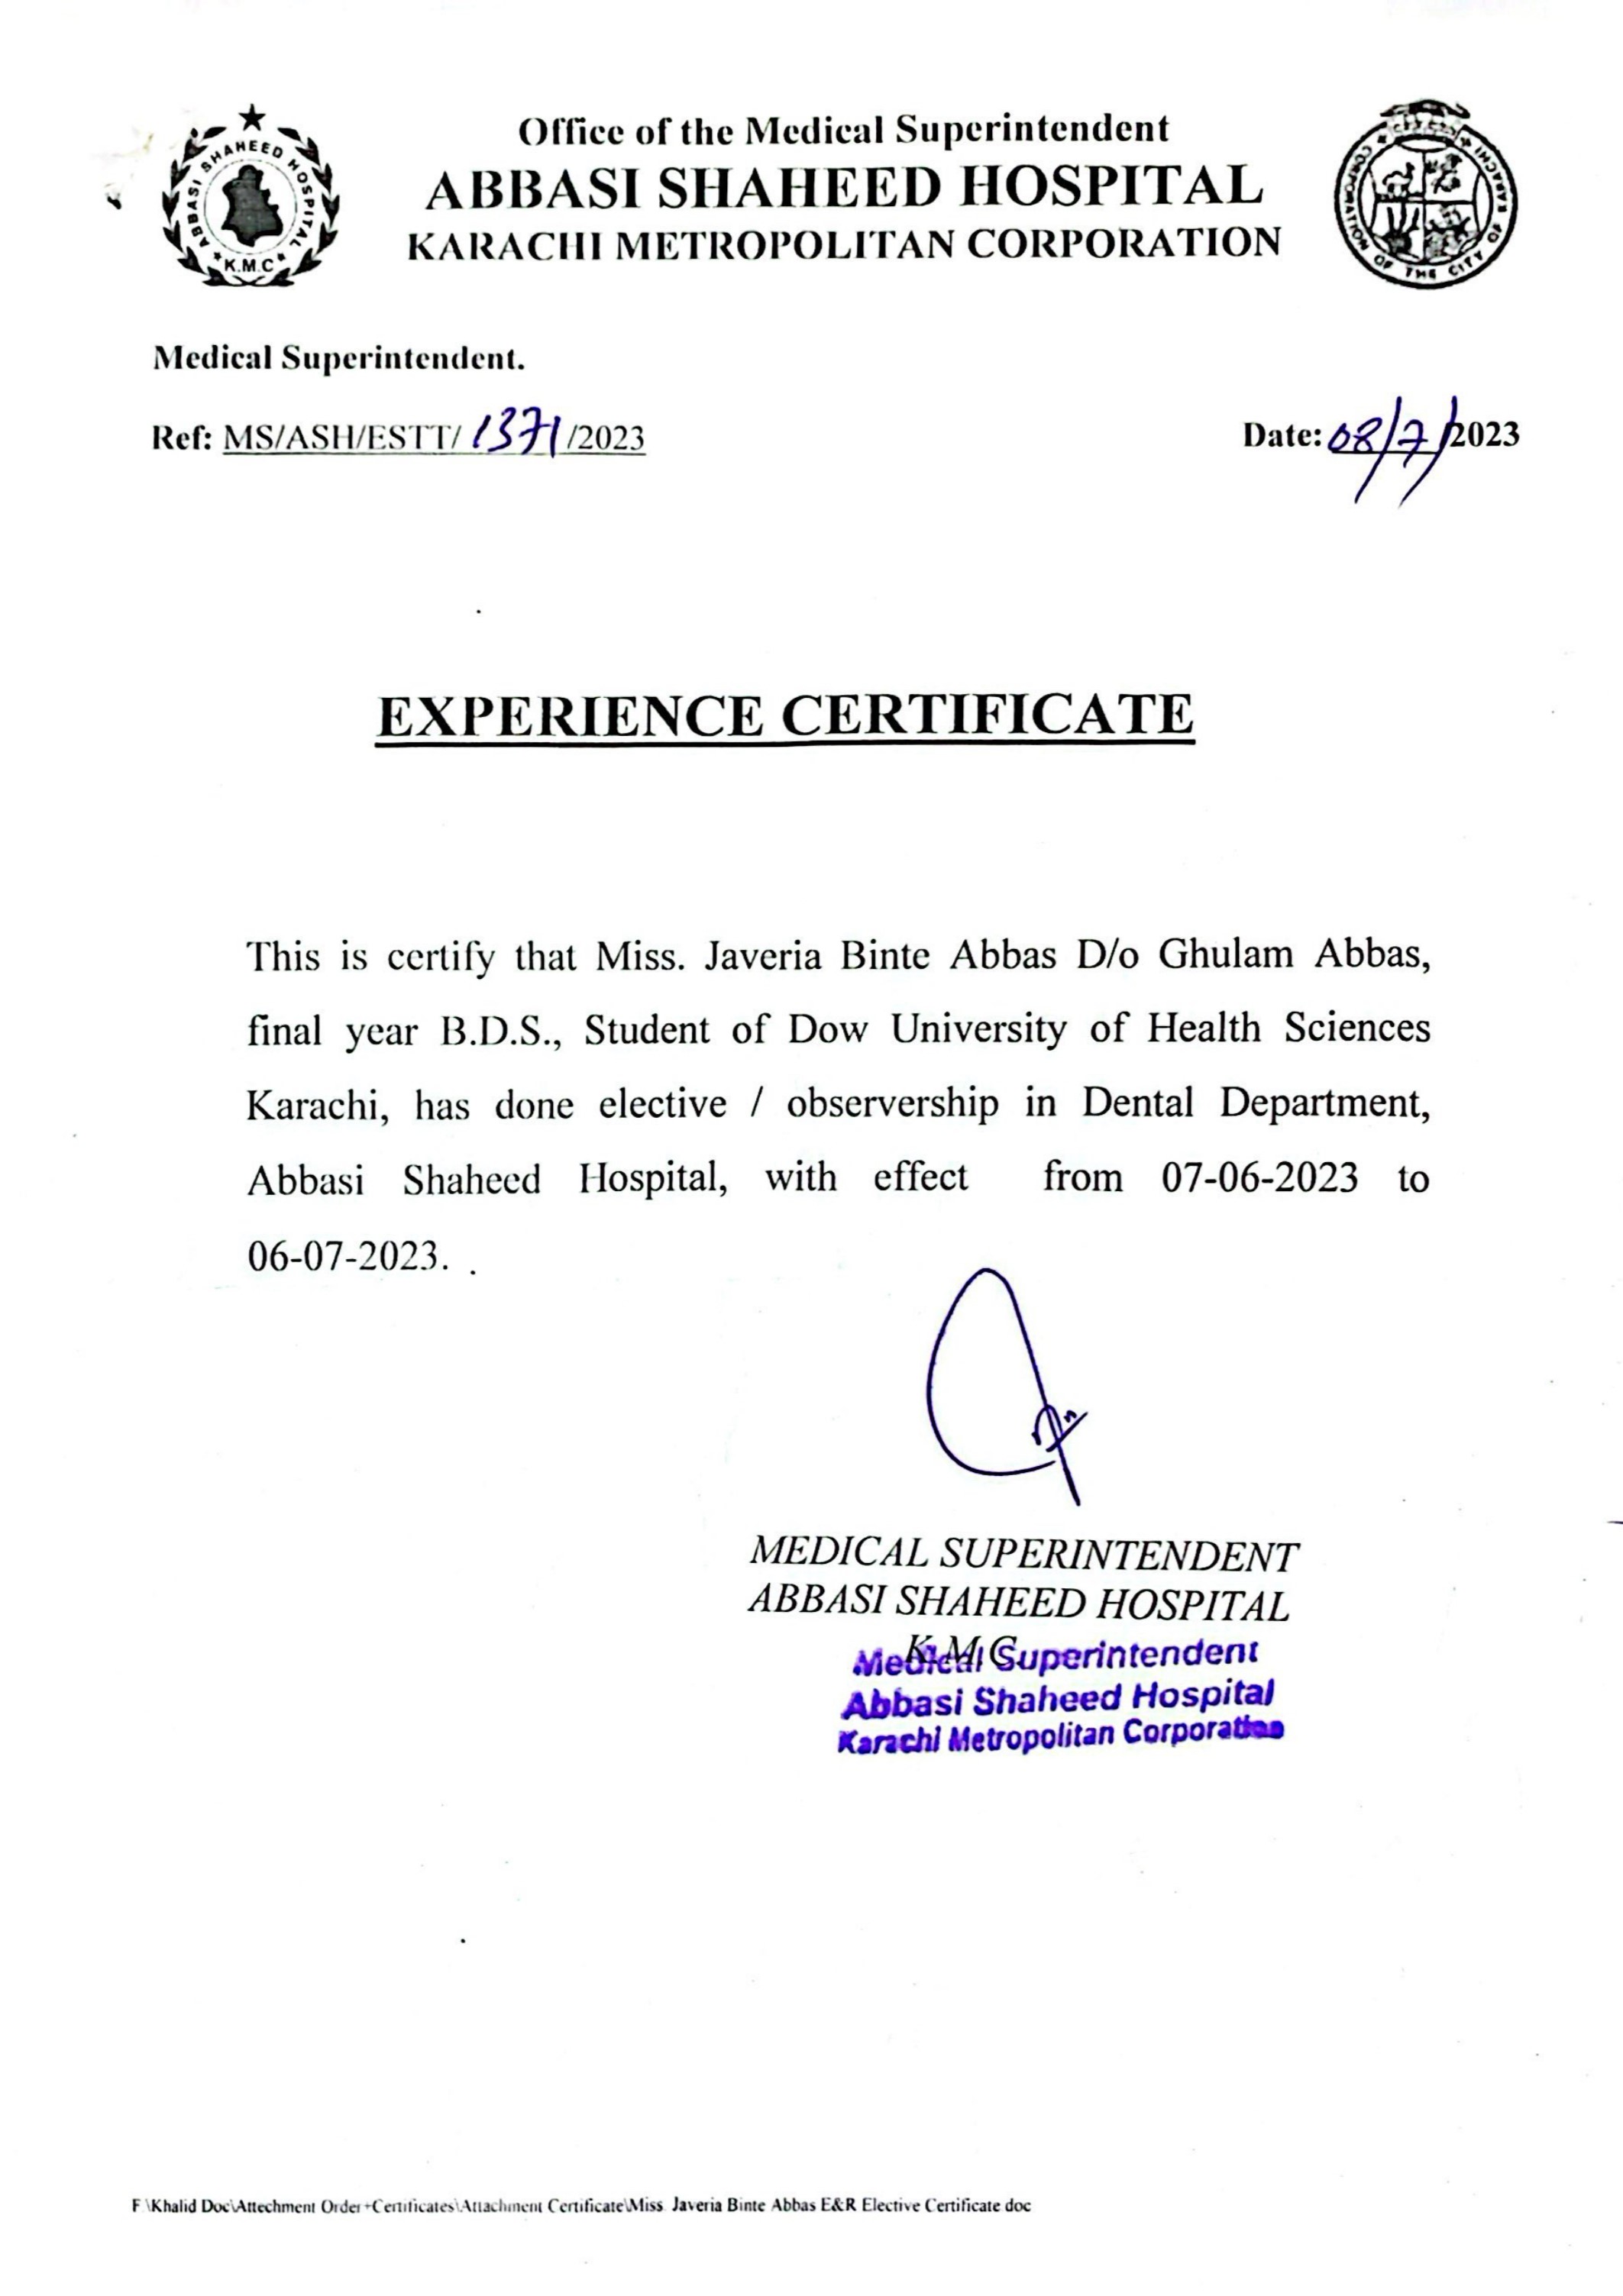 Office of the Medical Superintendent
ABBASI SHAHEED HOSPITAL
KARACHI METROPOLITAN CORPORATION
ABBASI SHAHEED HOSPITAL
K.M.C
CORPORATION OF THE CITY OF KARACHI
Medical Superintendent.
Ref: MS/ASH/ESTT/ 1371 /2023
Date: 08/7/2023
EXPERIENCE CERTIFICATE
This is certify that Miss. Javeria Binte Abbas D/o Ghulam Abbas,
final year B.D.S., Student of Dow University of Health Sciences
Karachi, has done elective / observership in Dental Department,
Abbasi Shaheed Hospital, with effect from 07-06-2023 to
06-07-2023. .
MEDICAL SUPERINTENDENT
ABBASI SHAHEED HOSPITAL
K.M.C
Medical Superintendent
Abbasi Shaheed Hospital
Karachi Metropolitan Corporation
F \Khalid Doc\Attechment Order+Certificates\Attachment Certificate\Miss. Javeria Binte Abbas E&R Elective Certificate doc